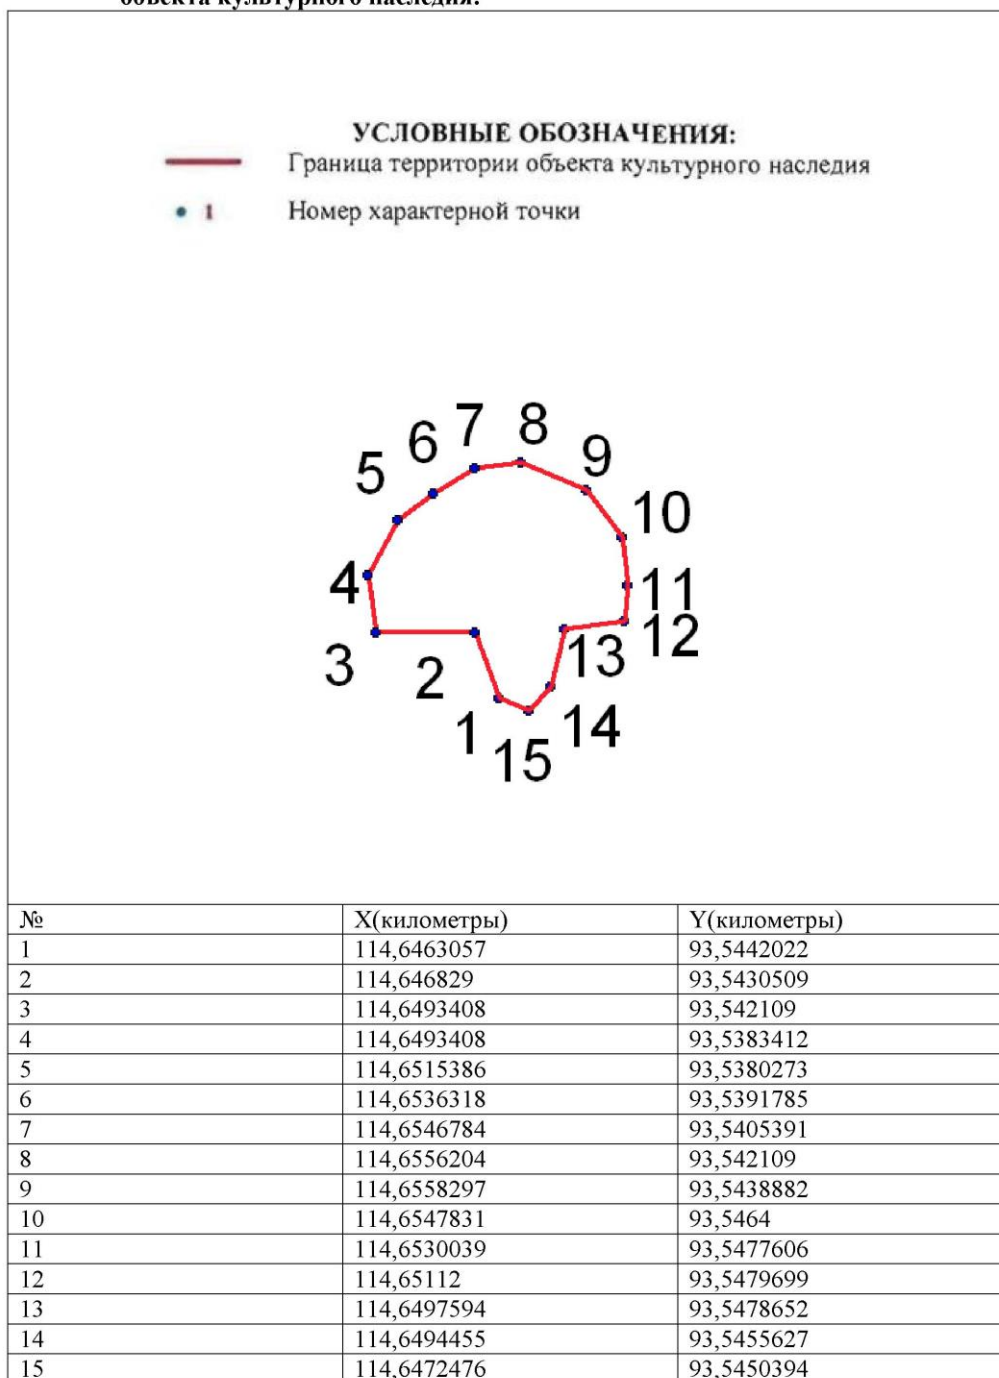 объекта культурного наследия.
УСЛОВНЫЕ ОБОЗНАЧЕНИЯ:
Граница территории объекта культурного наследия
1 Номер характерной точки
8
7
6
9
5
10
4
11
12
13
3
2
14
1
15
№ X(километры) Y(километры)
1 114,6463057 93,5442022
2 114,646829 93,5430509
3 114,6493408 93,542109
4 114,6493408 93,5383412
5 114,6515386 93,5380273
6 114,6536318 93,5391785
7 114,6546784 93,5405391
8 114,6556204 93,542109
9 114,6558297 93,5438882
10 114,6547831 93,5464
11 114,6530039 93,5477606
12 114,65112 93,5479699
13 114,6497594 93,5478652
14 114,6494455 93,5455627
15 114,6472476 93,5450394